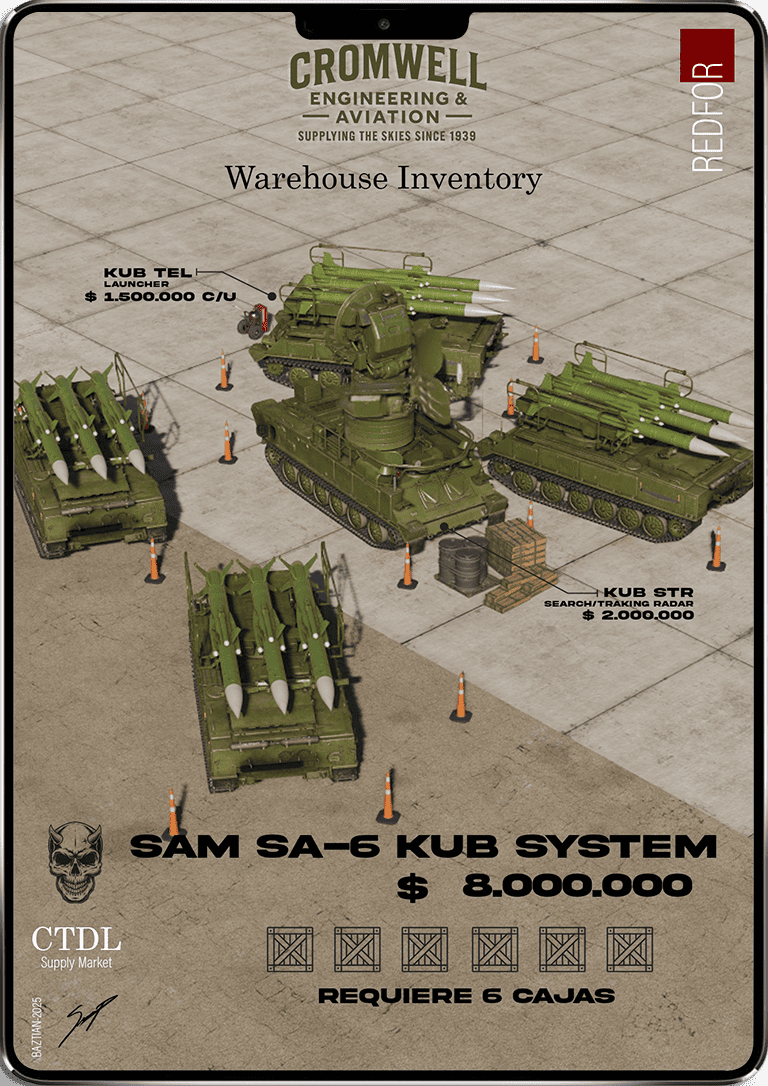 CROMWELL
ENGINEERING &
AVIATION
SUPPLYING THE SKIES SINCE 1939
REDFOR
Warehouse Inventory
KUB TEL
LAUNCHER
$ 1.500.000 C/U
KUB STR
SEARCH/TRAKING RADAR
$ 2.000.000
SAM SA-6 KUB SYSTEM
$ 8.000.000
CTDL
Supply Market
REQUIERE 6 CAJAS
BAZTIAN-2025